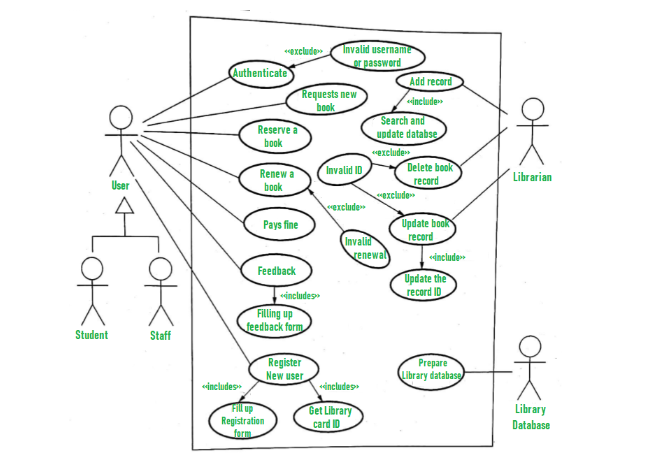 «exclude»
Invalid username
or password
Authenticate
Add record
Requests new
book
«include»
Search and
update databse
Reserve a
book
Invalid ID
«exclude»
Delete book
record
Librarian
Renew a
book
User
«exclude»
«exclude»
Pays fine
Update book
record
Invalid
renewal
«include»
Feedback
Update the
record ID
«includes»
Filling up
feedback form
Student
Staff
Register
New user
Prepare
Library database
«includes»
«includes»
Fill up
Registration
form
Get Library
card ID
Library
Database